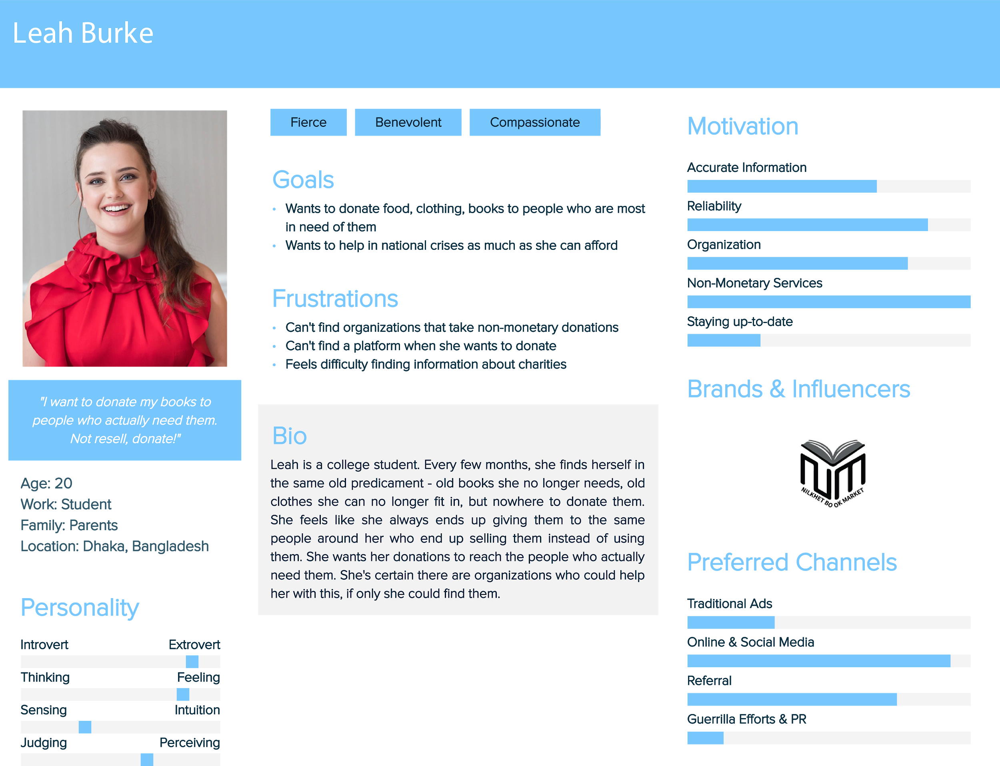 Leah Burke
"I want to donate my books to
people who actually need them.
Not resell, donate!"
Age: 20
Work: Student
Family: Parents
Location: Dhaka, Bangladesh
Personality
Introvert Extrovert
Thinking Feeling
Sensing Intuition
Judging Perceiving
Fierce Benevolent Compassionate
Goals
• Wants to donate food, clothing, books to people who are most
in need of them
• Wants to help in national crises as much as she can afford
Frustrations
• Can't find organizations that take non-monetary donations
• Can't find a platform when she wants to donate
• Feels difficulty finding information about charities
Bio
Leah is a college student. Every few months, she finds herself in
the same old predicament - old books she no longer needs, old
clothes she can no longer fit in, but nowhere to donate them.
She feels like she always ends up giving them to the same
people around her who end up selling them instead of using
them. She wants her donations to reach the people who actually
need them. She's certain there are organizations who could help
her with this, if only she could find them.
Motivation
Accurate Information
Reliability
Organization
Non-Monetary Services
Staying up-to-date
Brands & Influencers
NILKHET BOOK MARKET
Preferred Channels
Traditional Ads
Online & Social Media
Referral
Guerrilla Efforts & PR